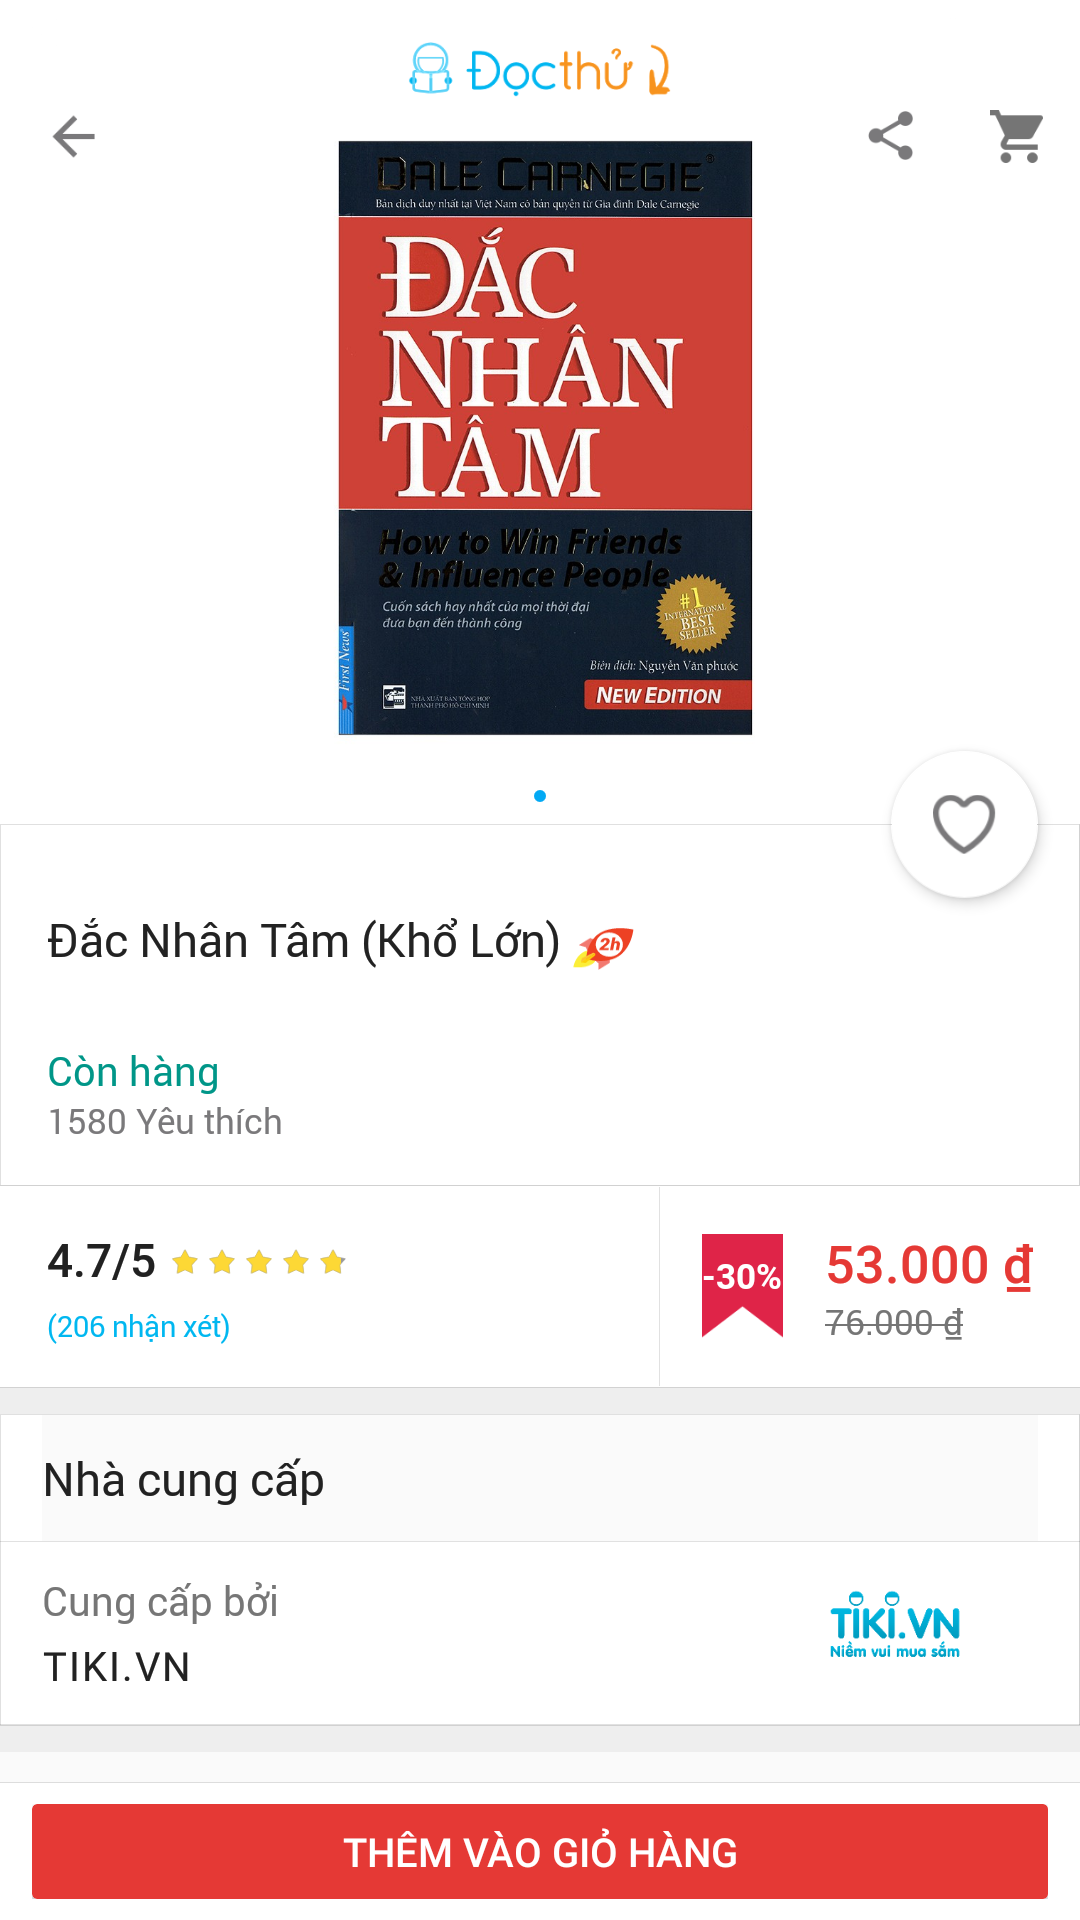 Đọc thử
DALE CARNEGIE®
Bản dịch duy nhất tại Việt Nam có bản quyền từ Gia đình Dale Carnegie
ĐẮC
NHÂN
TÂM
How to Win Friends
& Influence People
Cuốn sách hay nhất của mọi thời đại
đưa bạn đến thành công
#1
INTERNATIONAL
BEST
SELLER
Biên dịch: Nguyễn Văn phước
First News
NHÀ XUẤT BẢN TỔNG HỢP
THÀNH PHỐ HỒ CHÍ MINH
NEW EDITION
Đắc Nhân Tâm (Khổ Lớn) 2h
Còn hàng
1580 Yêu thích
4.7/5
(206 nhận xét)
-30%
53.000 ₫
76.000 ₫
Nhà cung cấp
Cung cấp bởi
TIKI.VN
TIKI.VN
Niềm vui mua sắm
THÊM VÀO GIỎ HÀNG